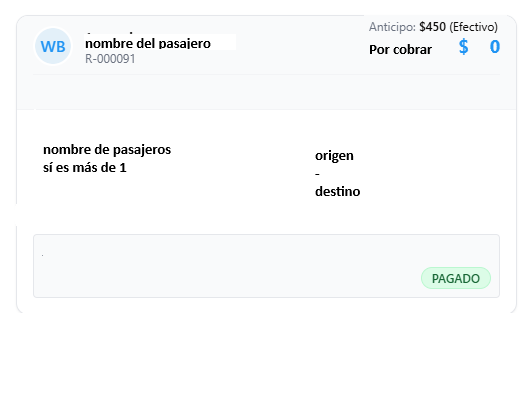 WB
nombre del pasajero
R-000091
Anticipo: $450 (Efectivo)
Por cobrar $ 0
nombre de pasajeros
sí es más de 1
origen
-
destino
PAGADO